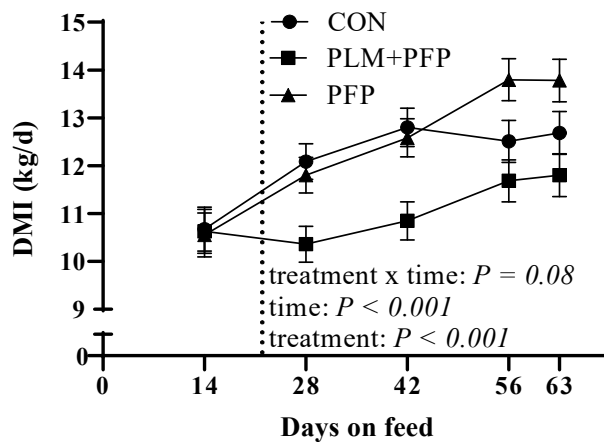 15
14
13
12
11
10
9
0
DMI (kg/d)
CON
PLM+PFP
PFP
treatment x time: P = 0.08
time: P < 0.001
treatment: P < 0.001
0 14 28 42 56 63
Days on feed